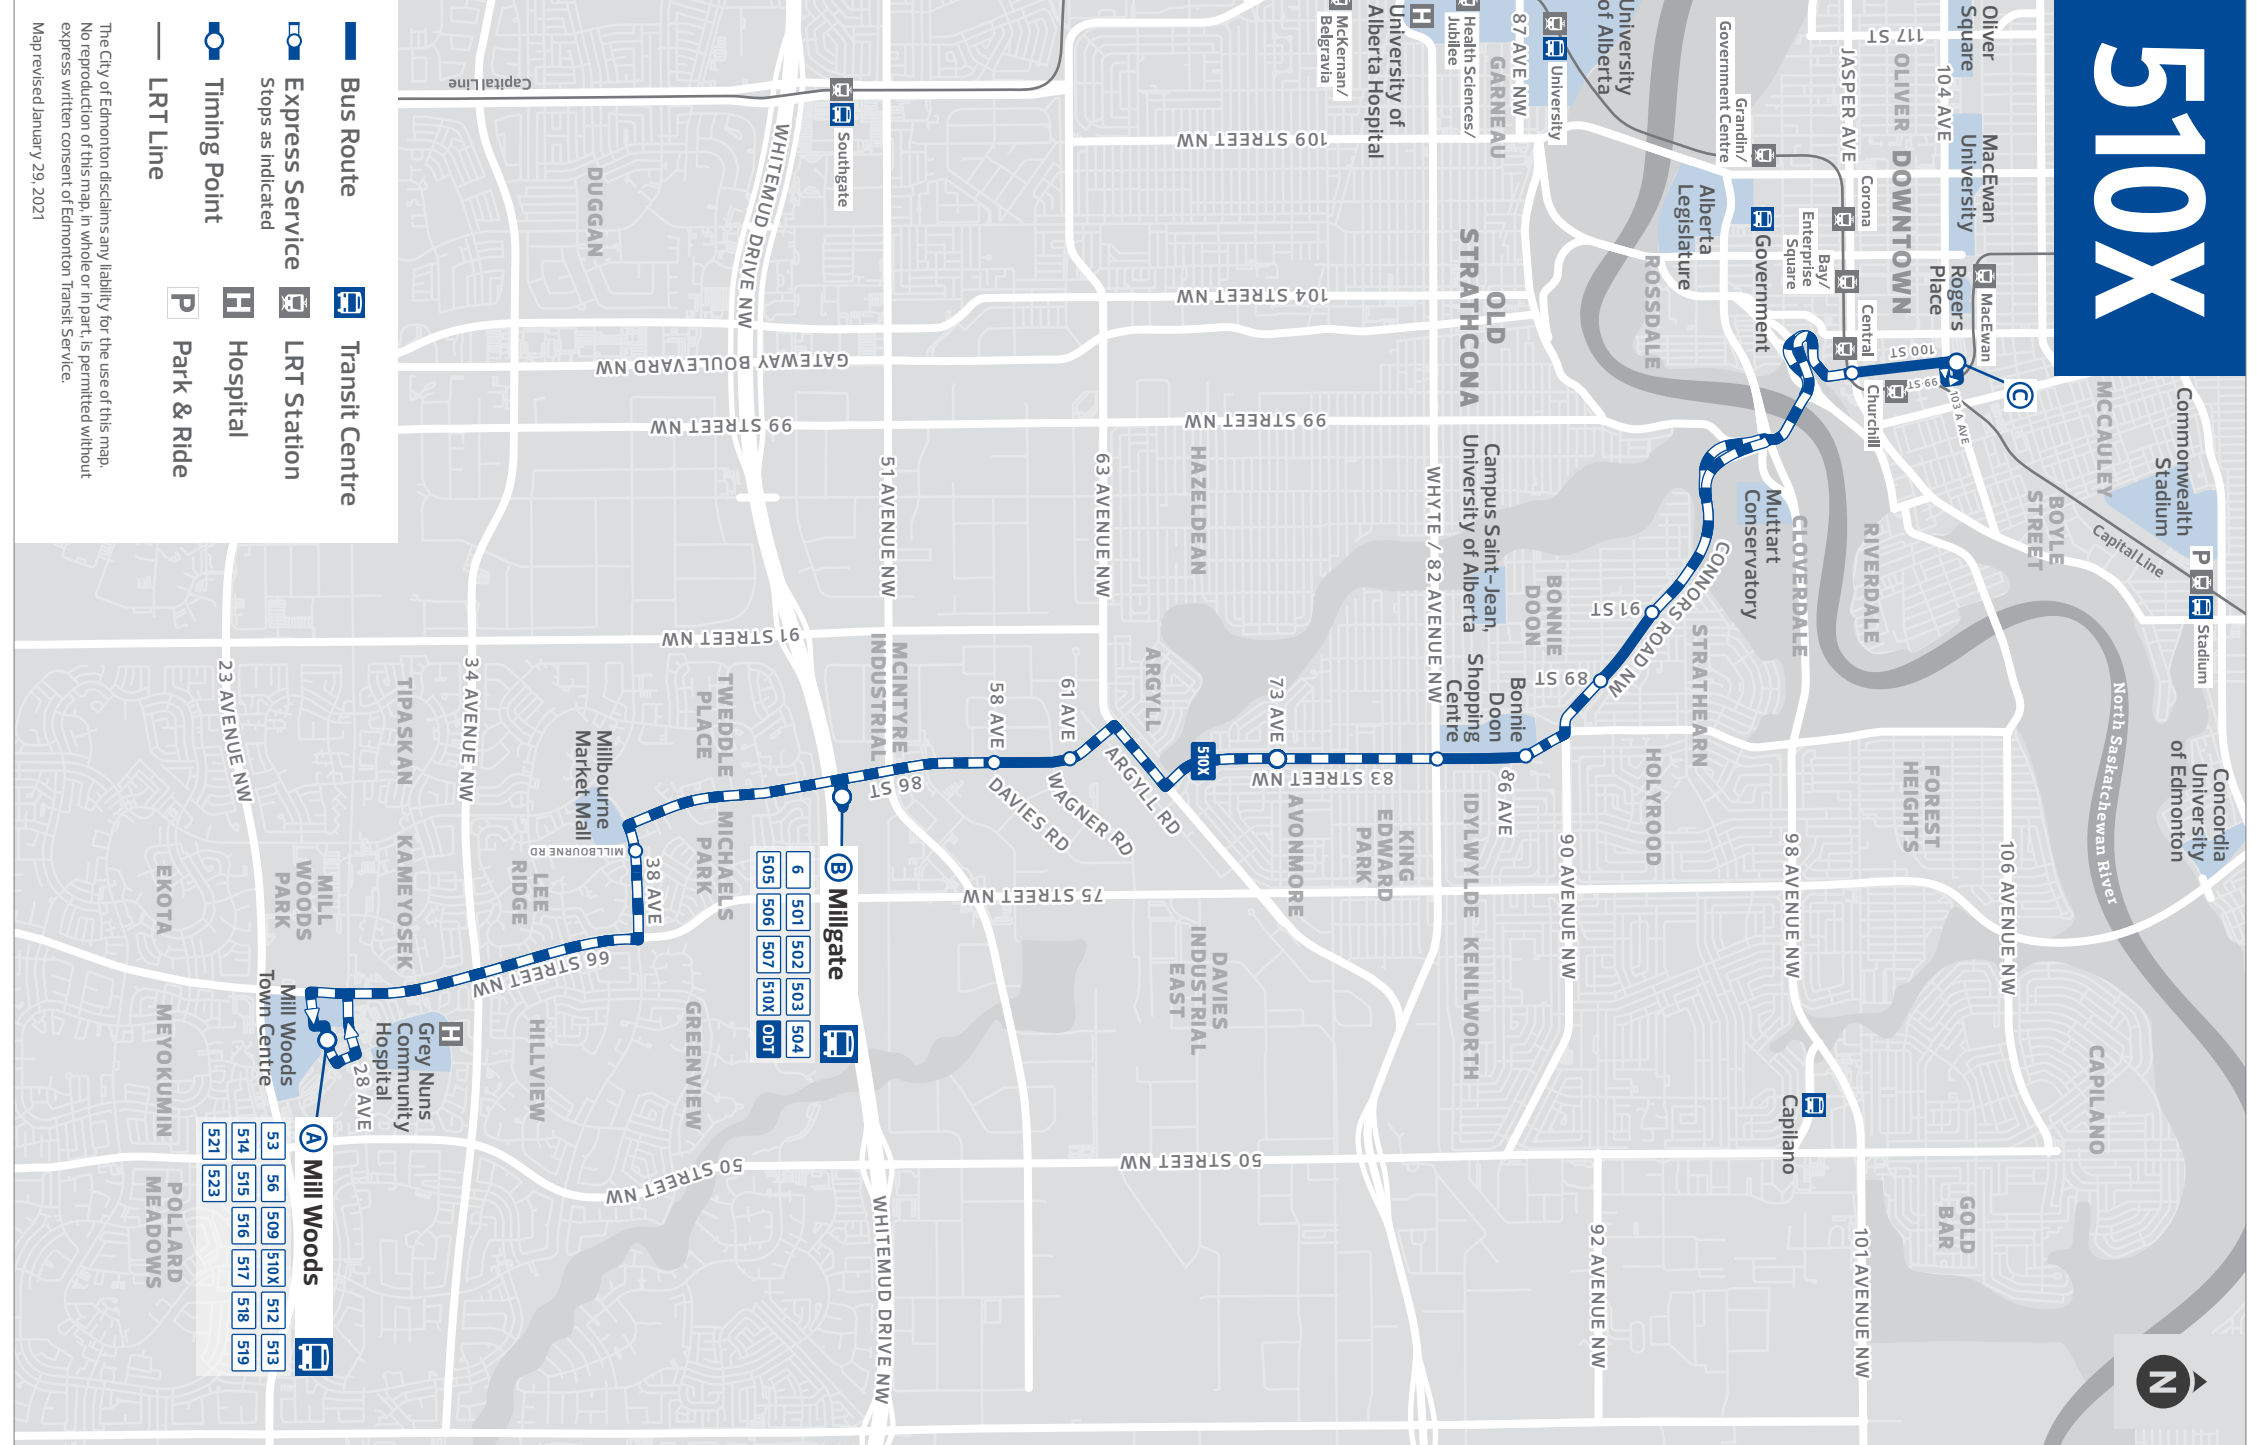 510X
Bus Route
Express Service
Stops as indicated
Timing Point
LRT Line
Transit Centre
LRT Station
Hospital
Park & Ride
P
H
The City of Edmonton disclaims any liability for the use of this map.
No reproduction of this map, in whole or in part, is permitted without
express written consent of Edmonton Transit Service.
Map revised January 29, 2021
Oliver
Square
117 ST
OLIVER
104 AVE
JASPER AVE
MacEwan
University
DOWNTOWN
Corona
Bay/
Enterprise
Square
Central
Rogers
Place
MacEwan
100 ST
99 ST
103 A AVE
Churchill
C
Grandin/
Government Centre
Government
Alberta
Legislature
ROSSDALE
University
of Alberta
University
87 AVE NW
GARNEAU
Health Sciences/
Jubilee
H
University of
Alberta Hospital
McKernan/
Belgravia
MCCAULEY
Commonwealth
Stadium
BOYLE
STREET
Capital Line
P
Stadium
RIVERDALE
CLOVERDALE
Muttart
Conservatory
North Saskatchewan River
Concordia
University
of Edmonton
OLD
STRATHCONA
109 STREET NW
104 STREET NW
99 STREET NW
Campus Saint-Jean,
University of Alberta
WHYTE / 82 AVENUE NW
BONNIE
DOON
91 ST
CONNORS ROAD NW
89 ST
STRATHEARN
Bonnie
Doon
Shopping
Centre
86 AVE
HOLYROOD
FOREST
HEIGHTS
106 AVENUE NW
98 AVENUE NW
90 AVENUE NW
IDYLWYLDE
KENILWORTH
KING
EDWARD
PARK
83 STREET NW
AVONMORE
73 AVE
510X
HAZELDEAN
63 AVENUE NW
ARGYLL
ARGYLL RD
61 AVE
WAGNER RD
58 AVE
DAVIES RD
75 STREET NW
DAVIES
INDUSTRIAL
EAST
CAPILANO
Capilano
GOLD
BAR
101 AVENUE NW
92 AVENUE NW
50 STREET NW
Capital Line
Southgate
WHITEMUD DRIVE NW
DUGGAN
GATEWAY BOULEVARD NW
99 STREET NW
51 AVENUE NW
91 STREET NW
MCINTYRE
INDUSTRIAL
86 ST
B Millgate
6 501 502 503 504
505 506 507 510X ODT
TWEDDLE
PLACE
MICHAELS
PARK
Millbourne
Market Mall
MILLBOURNE RD
38 AVE
LEE
RIDGE
34 AVENUE NW
TIPASKAN
KAMEYOSEK
23 AVENUE NW
MILL
WOODS
PARK
EKOTA
66 STREET NW
HILLVIEW
GREENVIEW
H
Grey Nuns
Community
Hospital
28 AVE
Mill Woods
Town Centre
MEYOKUMIN
50 STREET NW
WHITEMUD DRIVE NW
A Mill Woods
53 56 509 510X 512 513
514 515 516 517 518 519
521 523
POLLARD
MEADOWS
N